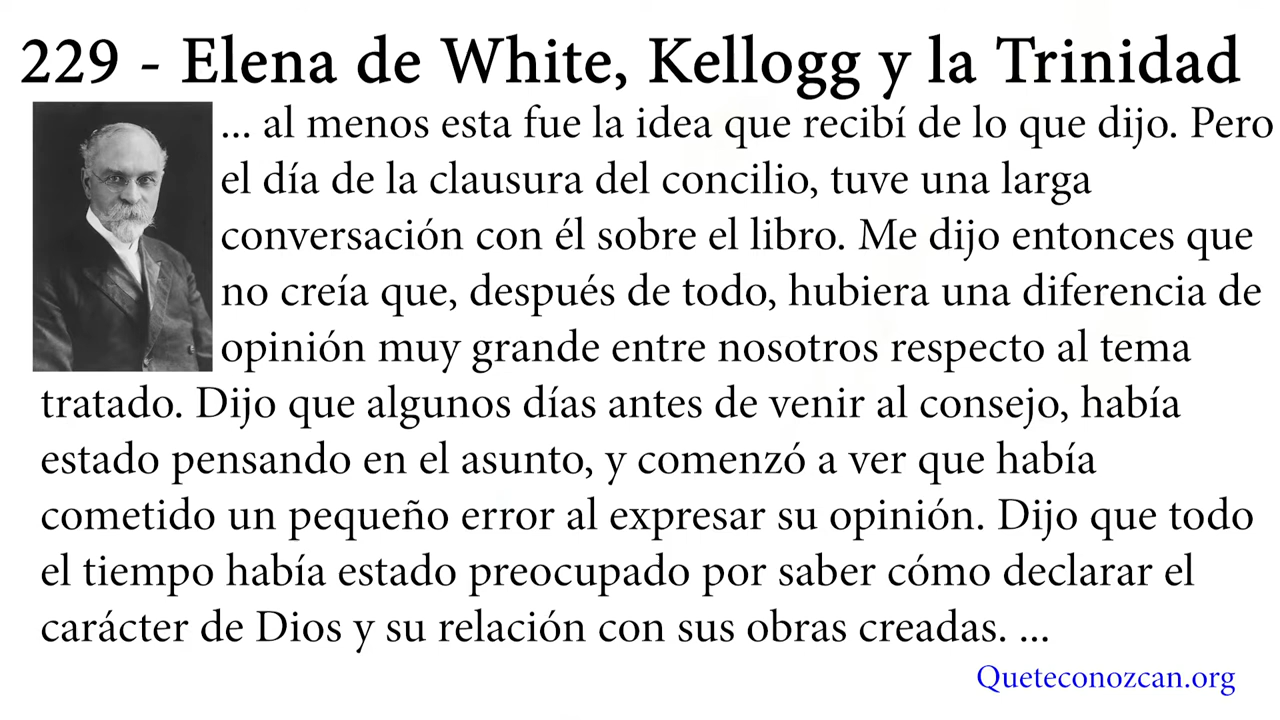 229 - Elena de White, Kellogg y la Trinidad
... al menos esta fue la idea que recibí de lo que dijo. Pero
el día de la clausura del concilio, tuve una larga
conversación con él sobre el libro. Me dijo entonces que
no creía que, después de todo, hubiera una diferencia de
opinión muy grande entre nosotros respecto al tema
tratado. Dijo que algunos días antes de venir al consejo, había
estado pensando en el asunto, y comenzó a ver que había
cometido un pequeño error al expresar su opinión. Dijo que todo
el tiempo había estado preocupado por saber cómo declarar el
carácter de Dios y su relación con sus obras creadas. ...
Queteconozcan.org